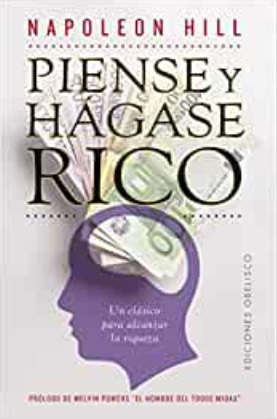 NAPOLEON HILL
PIENSE Y
HÁGASE
RICO
Un clásico
para alcanzar
la riqueza
EDICIONES OBELISCO
PRÓLOGO DE MELVIN POWERS "EL HOMBRE DEL TOQUE MIDAS"